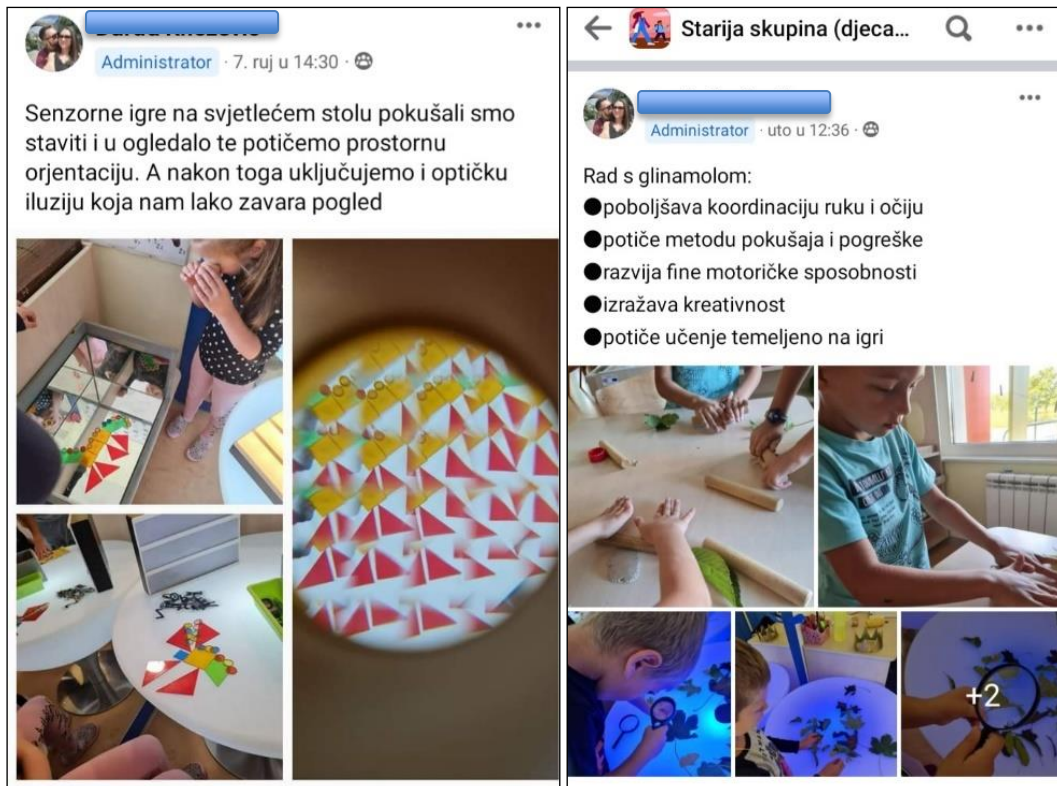 Administrator · 7. ruj u 14:30 ·
Senzorne igre na svjetlećem stolu pokušali smo
staviti i u ogledalo te potičemo prostornu
orjentaciju. A nakon toga uključujemo i optičku
iluziju koja nam lako zavara pogled
Starija skupina (djeca...
Administrator · uto u 12:36 ·
Rad s glinamolom:
●poboljšava koordinaciju ruku i očiju
●potiče metodu pokušaja i pogreške
●razvija fine motoričke sposobnosti
●izražava kreativnost
●potiče učenje temeljeno na igri
+2